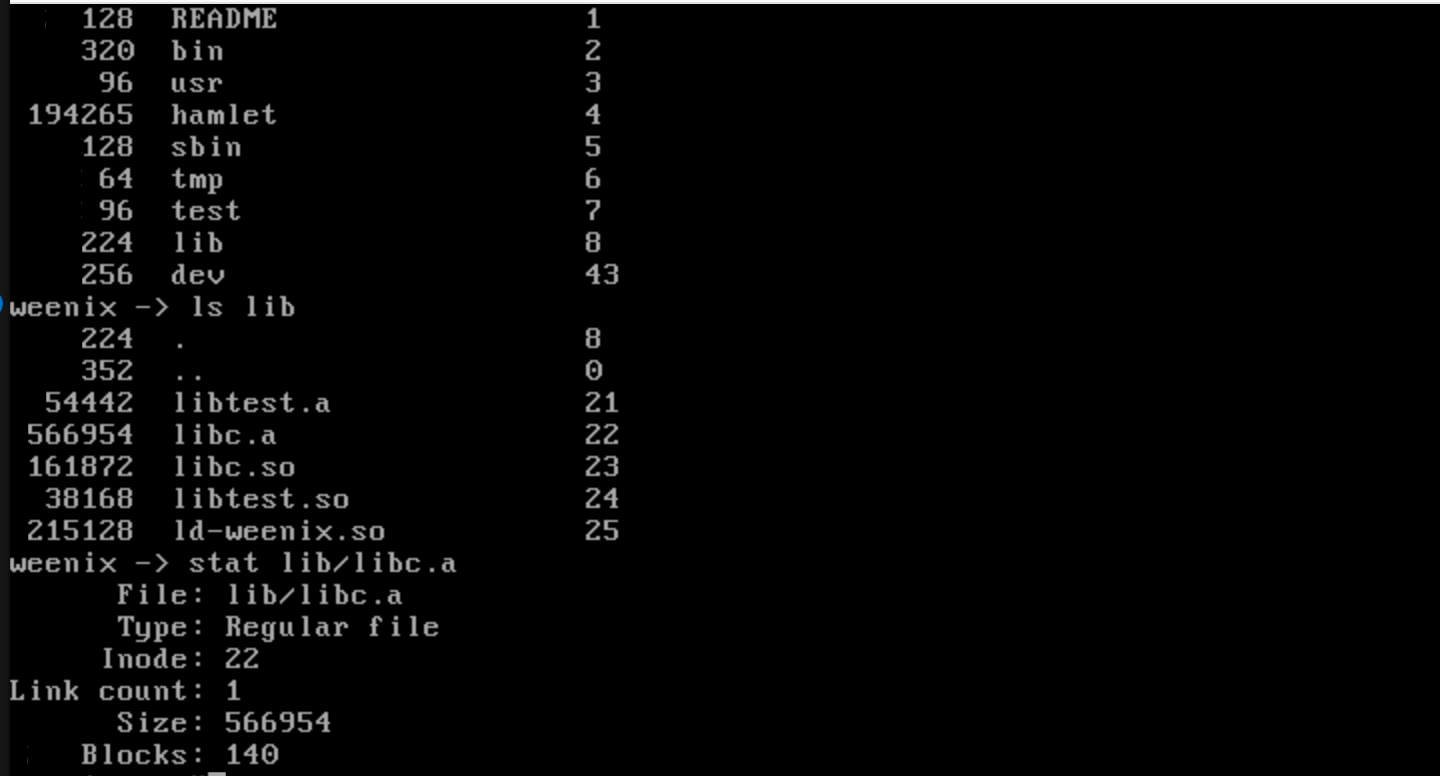 128 README 1
320 bin 2
96 usr 3
194265 hamlet 4
128 sbin 5
64 tmp 6
96 test 7
224 lib 8
256 dev 43
weenix -> ls lib
224 . 8
352 .. 0
54442 libtest.a 21
566954 libc.a 22
161872 libc.so 23
38168 libtest.so 24
215128 ld-weenix.so 25
weenix -> stat lib/libc.a
File: lib/libc.a
Type: Regular file
Inode: 22
Link count: 1
Size: 566954
Blocks: 140